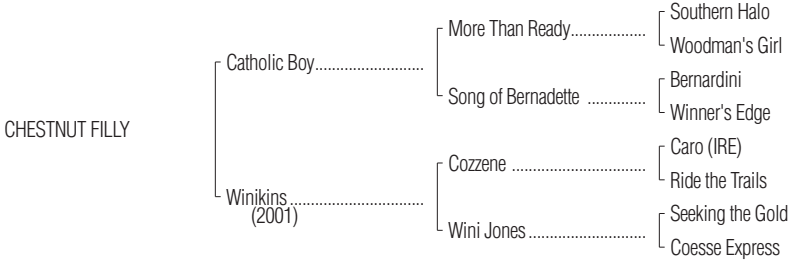 Southern Halo
More Than Ready..................
Woodman's Girl
Catholic Boy..........................
Bernardini
Song of Bernadette ..............
Winner's Edge
CHESTNUT FILLY
Caro (IRE)
Cozzene ................................
Ride the Trails
Winikins................................
(2001)
Seeking the Gold
Wini Jones............................
Coesse Express